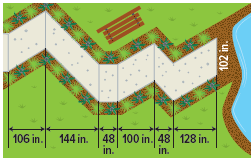 102 in.
106 in.
144 in.
48 in.
100 in.
48 in.
128 in.